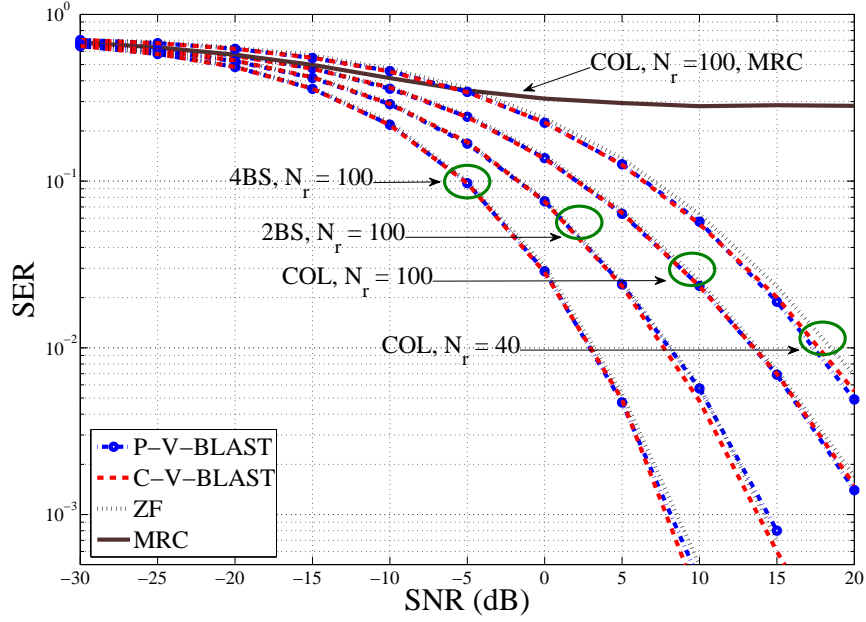 10^0
10^{-1}
10^{-2}
10^{-3}
SER
COL, N_r=100, MRC
4BS, N_r = 100
2BS, N_r = 100
COL, N_r = 100
COL, N_r = 40
P−V−BLAST
C−V−BLAST
ZF
MRC
−30 −25 −20 −15 −10 −5 0 5 10 15 20
SNR (dB)